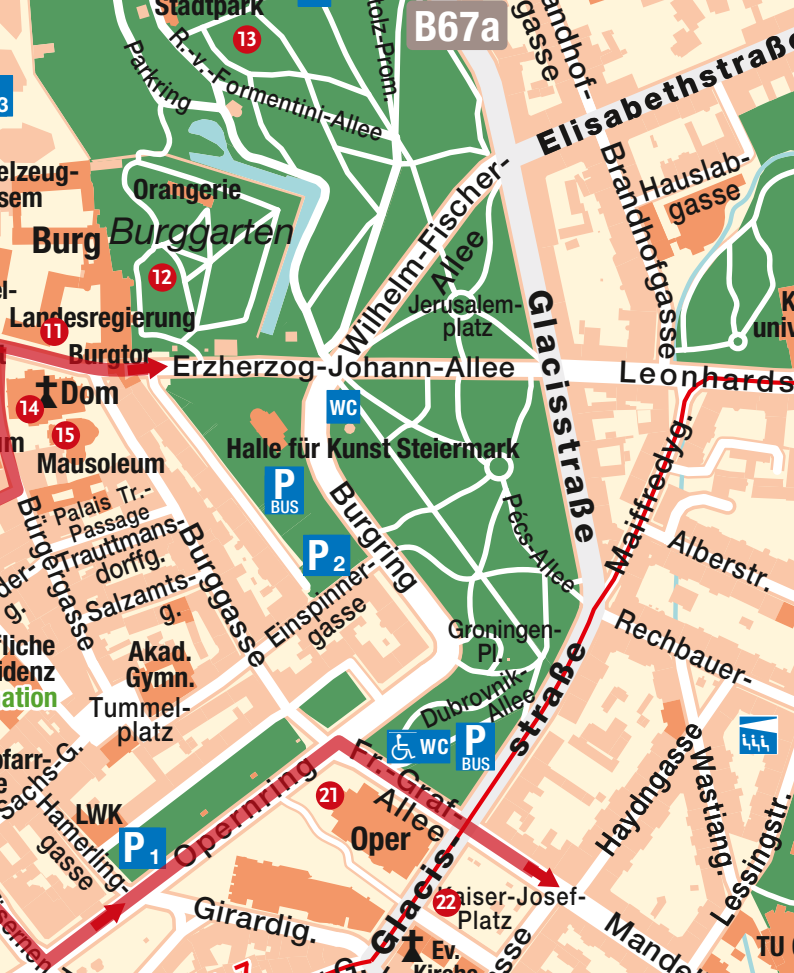 Stadtpark
13
B67a
R.-v.-Formentini-Allee
Parkring
Elisabethstraße
Brandhofgasse
Hauslab-
gasse
Orangerie
Burg
Burggarten
12
Wilhelm-Fischer-
Allee
Jerusalem-
platz
Landesregierung
11
Burgtor
Erzherzog-Johann-Allee
Glacisstraße
Dom
14
15
Mausoleum
WC
Halle für Kunst Steiermark
P
BUS
P2
Palais Tr.-
Passage
Trauttmans-
dorffg.
Salzamts-
g.
Bürgergasse
Burggasse
Burgring
Einspinner-
gasse
Pécs-Allee
Maiffredyg.
Alberstr.
Rechbauer-
Akad.
Gymn.
Tummel-
platz
Groningen-
Pl.
Dubrovnik-
Allee
WC
P
BUS
straße
Haydngasse
Wastiang.
Lessingstr.
Hamerling-
gasse
LWK
P1
Opernring
21
Oper
Fr.-Graf-
Allee
Glacis-
22
Kaiser-Josef-
Platz
Girardig.
Ev.